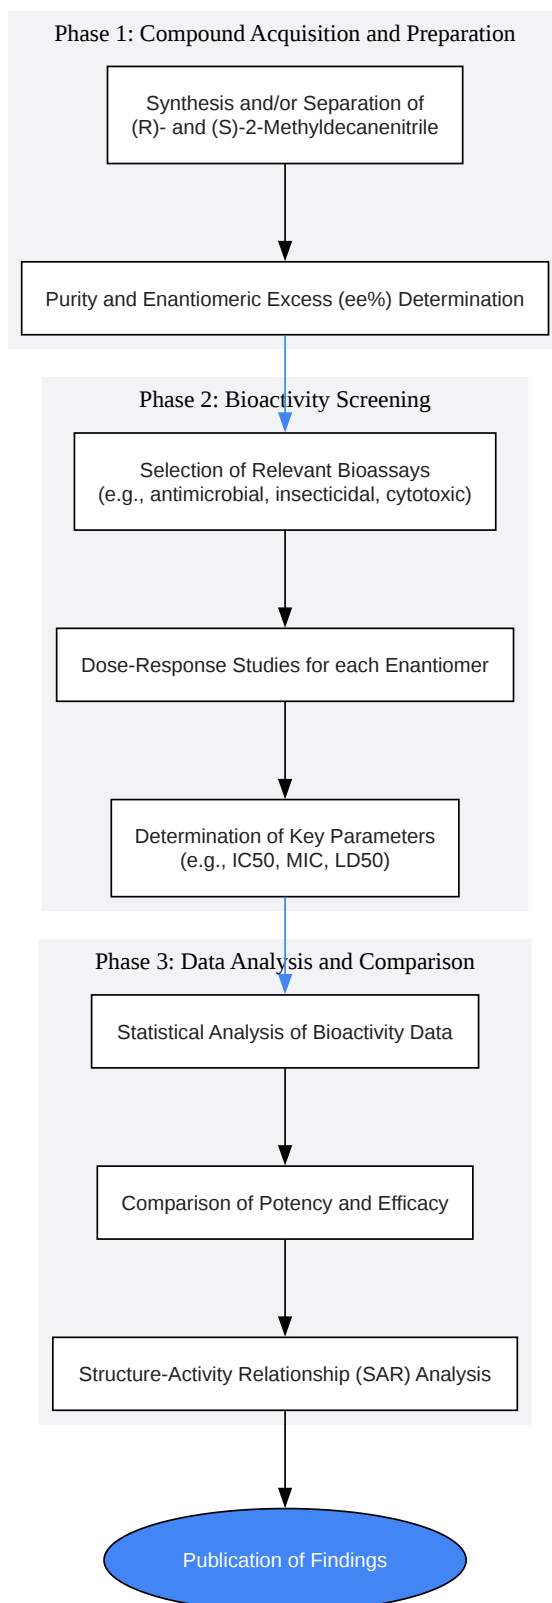 Phase 1: Compound Acquisition and Preparation
Synthesis and/or Separation of
(R)- and (S)-2-Methyldecanenitrile
Purity and Enantiomeric Excess (ee%) Determination
Phase 2: Bioactivity Screening
Selection of Relevant Bioassays
(e.g., antimicrobial, insecticidal, cytotoxic)
Dose-Response Studies for each Enantiomer
Determination of Key Parameters
(e.g., IC50, MIC, LD50)
Phase 3: Data Analysis and Comparison
Statistical Analysis of Bioactivity Data
Comparison of Potency and Efficacy
Structure-Activity Relationship (SAR) Analysis
Publication of Findings